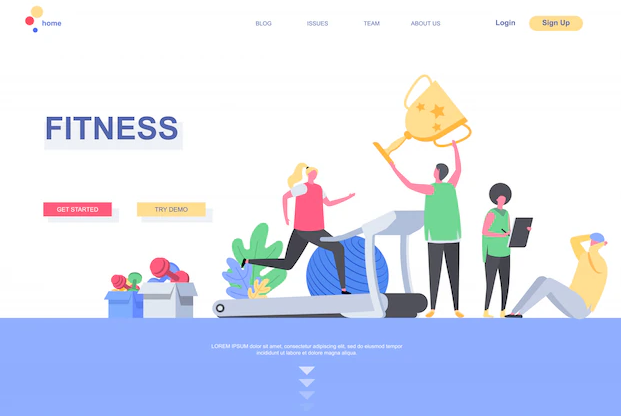 home
BLOG
ISSUES
TEAM
ABOUT US
Login
Sign Up
FITNESS
GET STARTED
TRY DEMO
LOREM IPSUM dolor sit amet, consectetur adipiscing elit, sed do eiusmod tempor
incididunt ut labore et dolore magna aliqua.